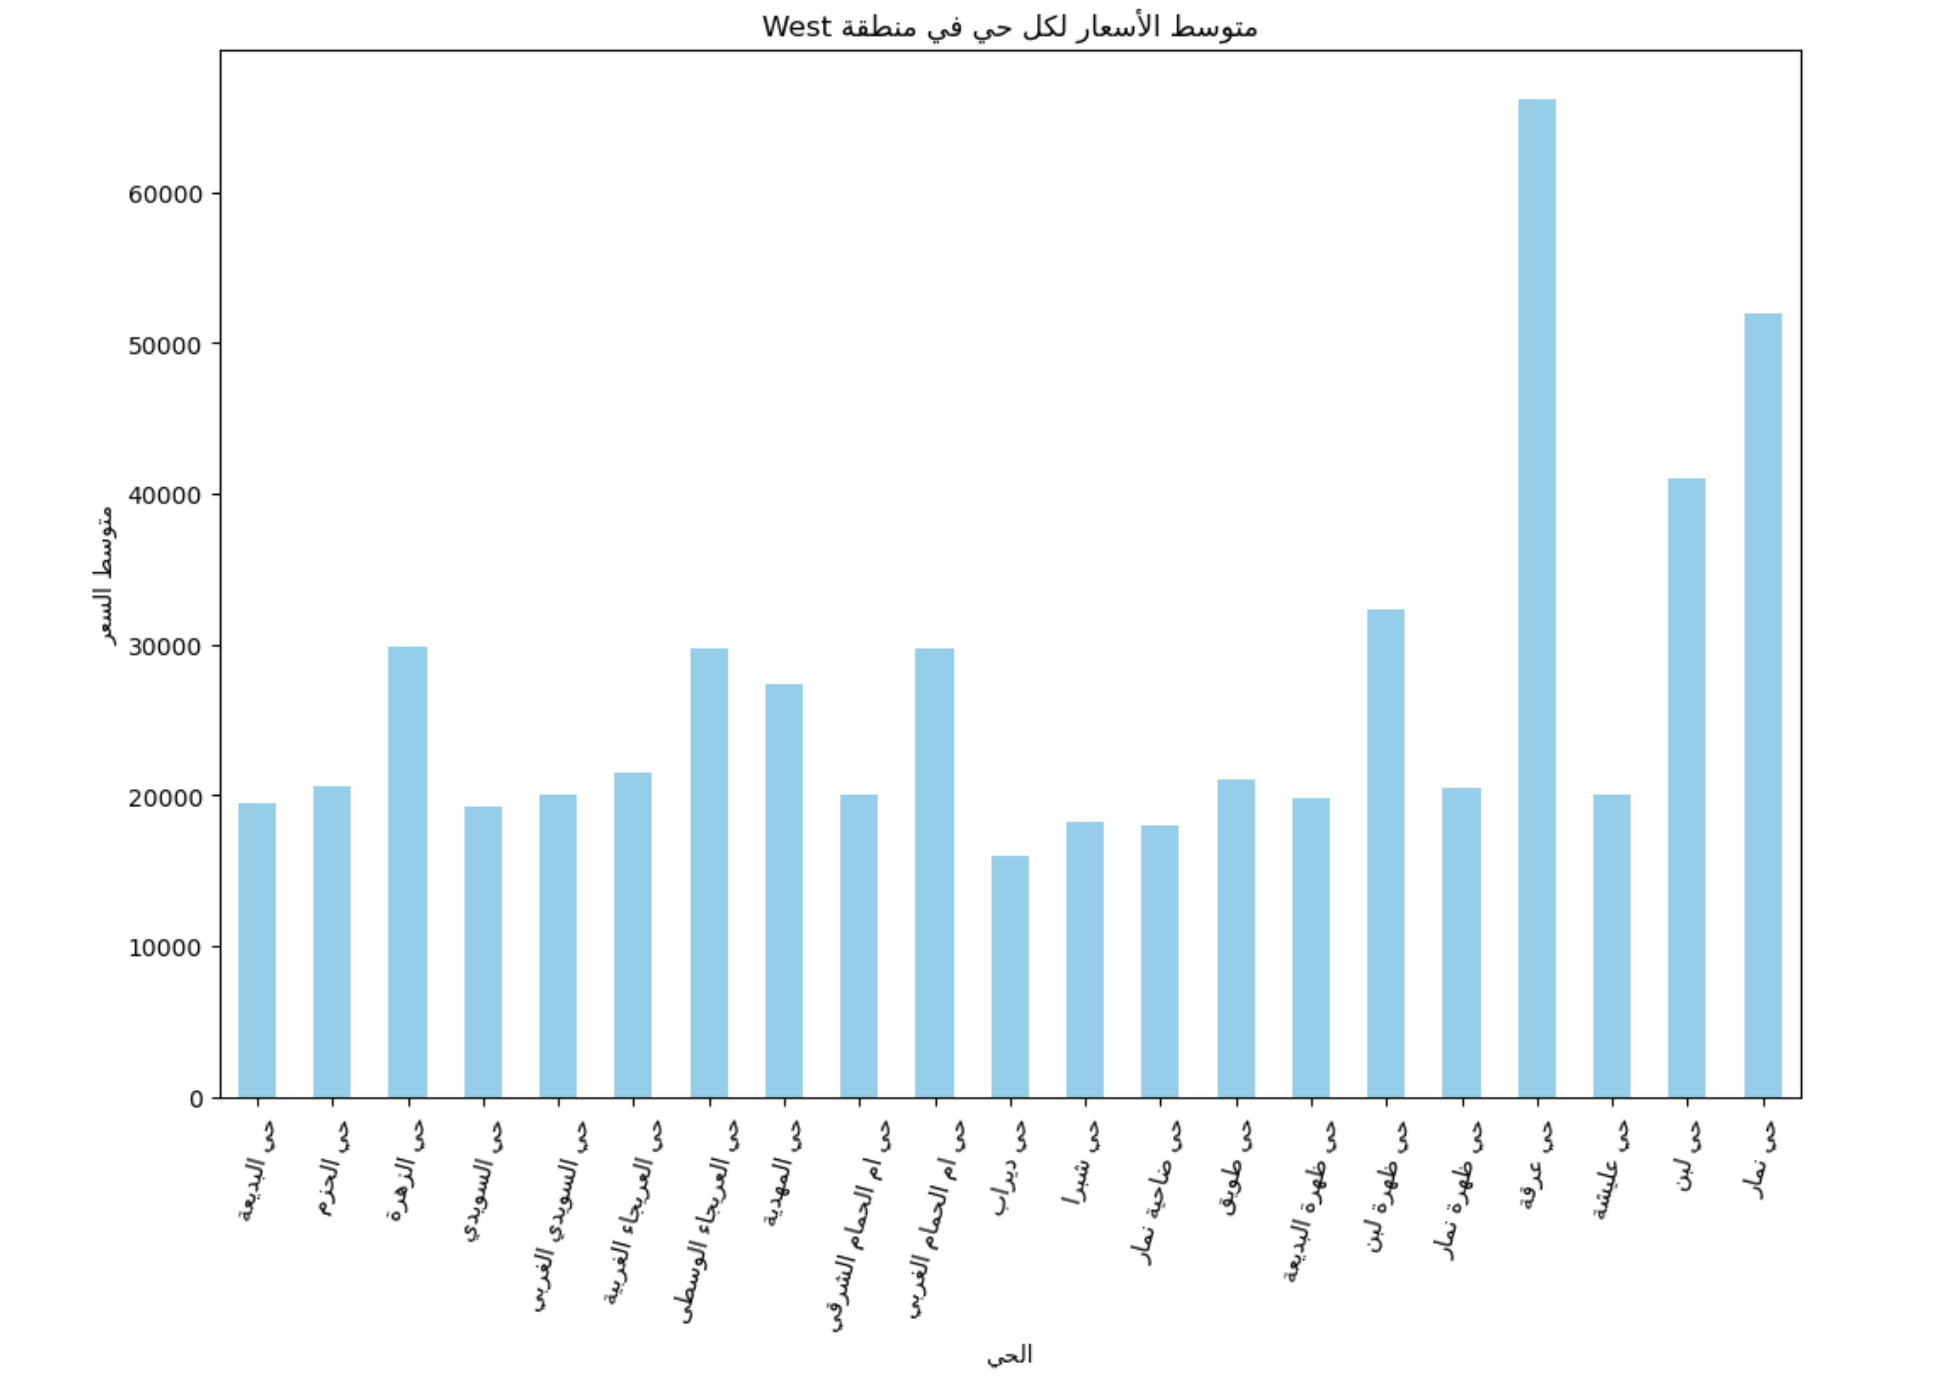 متوسط الأسعار لكل حي في منطقة West
متوسط السعر
60000
50000
40000
30000
20000
10000
0
حي البديعة
حي الحزم
حي الزهرة
حي السويدي
حي السويدي الغربي
حي العريجاء الغربية
حي العريجاء الوسطى
حي المهدية
حي ام الحمام الشرقي
حي ام الحمام الغربي
حي ديراب
حي شبرا
حي ضاحية نمار
حي طويق
حي ظهرة البديعة
حي ظهرة لبن
حي ظهرة نمار
حي عرقة
حي عليشة
حي لبن
حي نمار
الحي